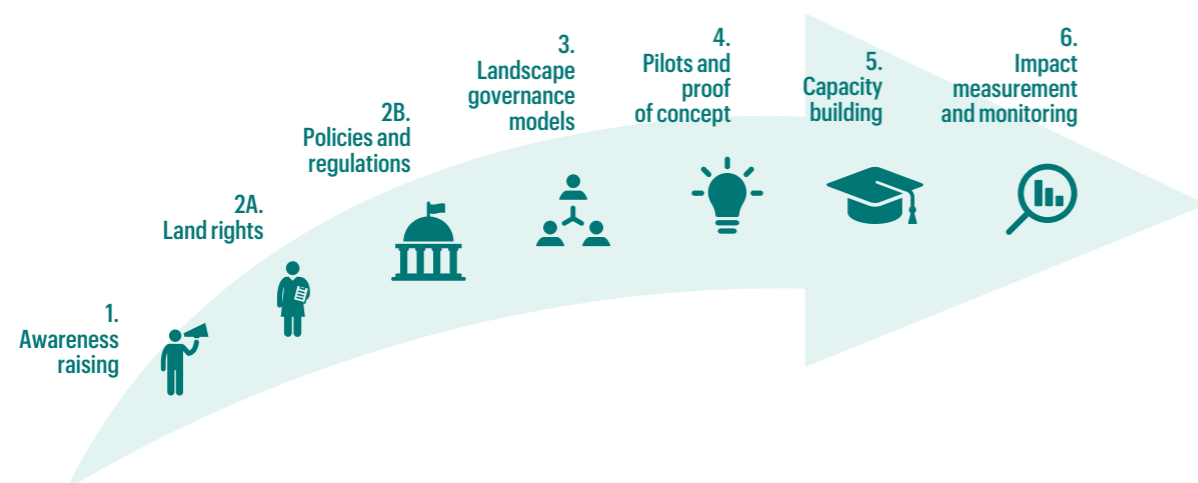 1.
Awareness
raising
2A.
Land rights
2B.
Policies and
regulations
3.
Landscape
governance
models
4.
Pilots and
proof
of concept
5.
Capacity
building
6.
Impact
measurement
and monitoring